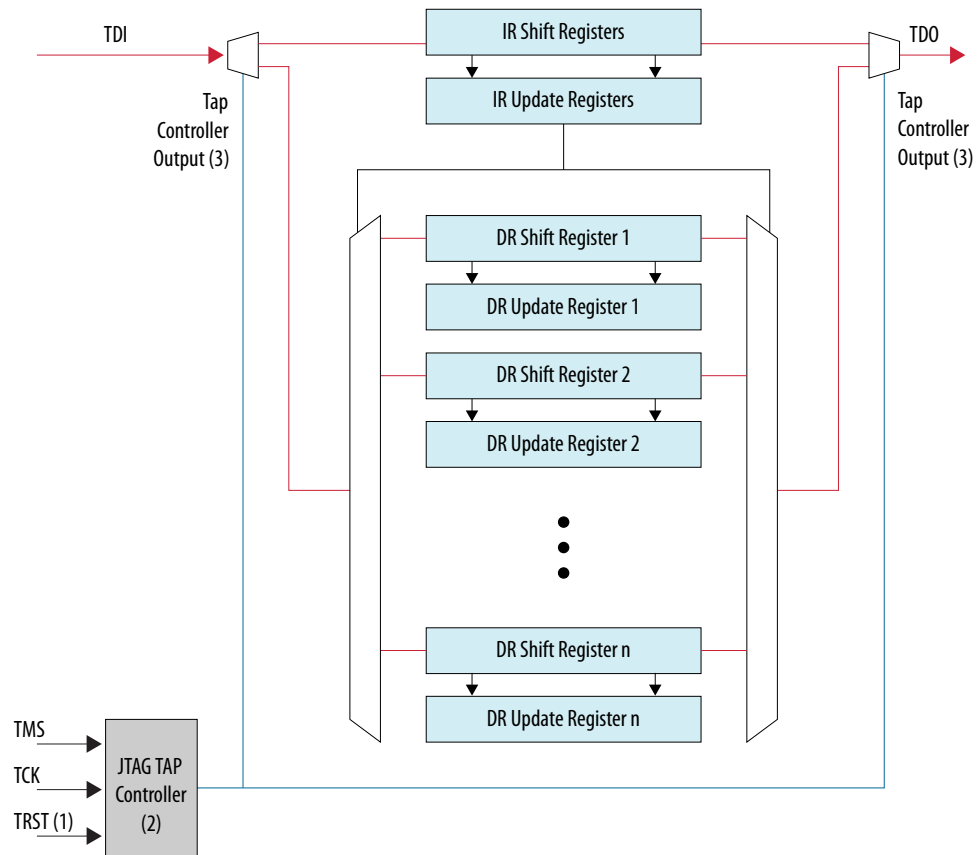 TDI
IR Shift Registers
TDO
IR Update Registers
Tap
Controller
Output (3)
Tap
Controller
Output (3)
DR Shift Register 1
DR Update Register 1
DR Shift Register 2
DR Update Register 2
DR Shift Register n
DR Update Register n
TMS
TCK
TRST (1)
JTAG TAP
Controller
(2)